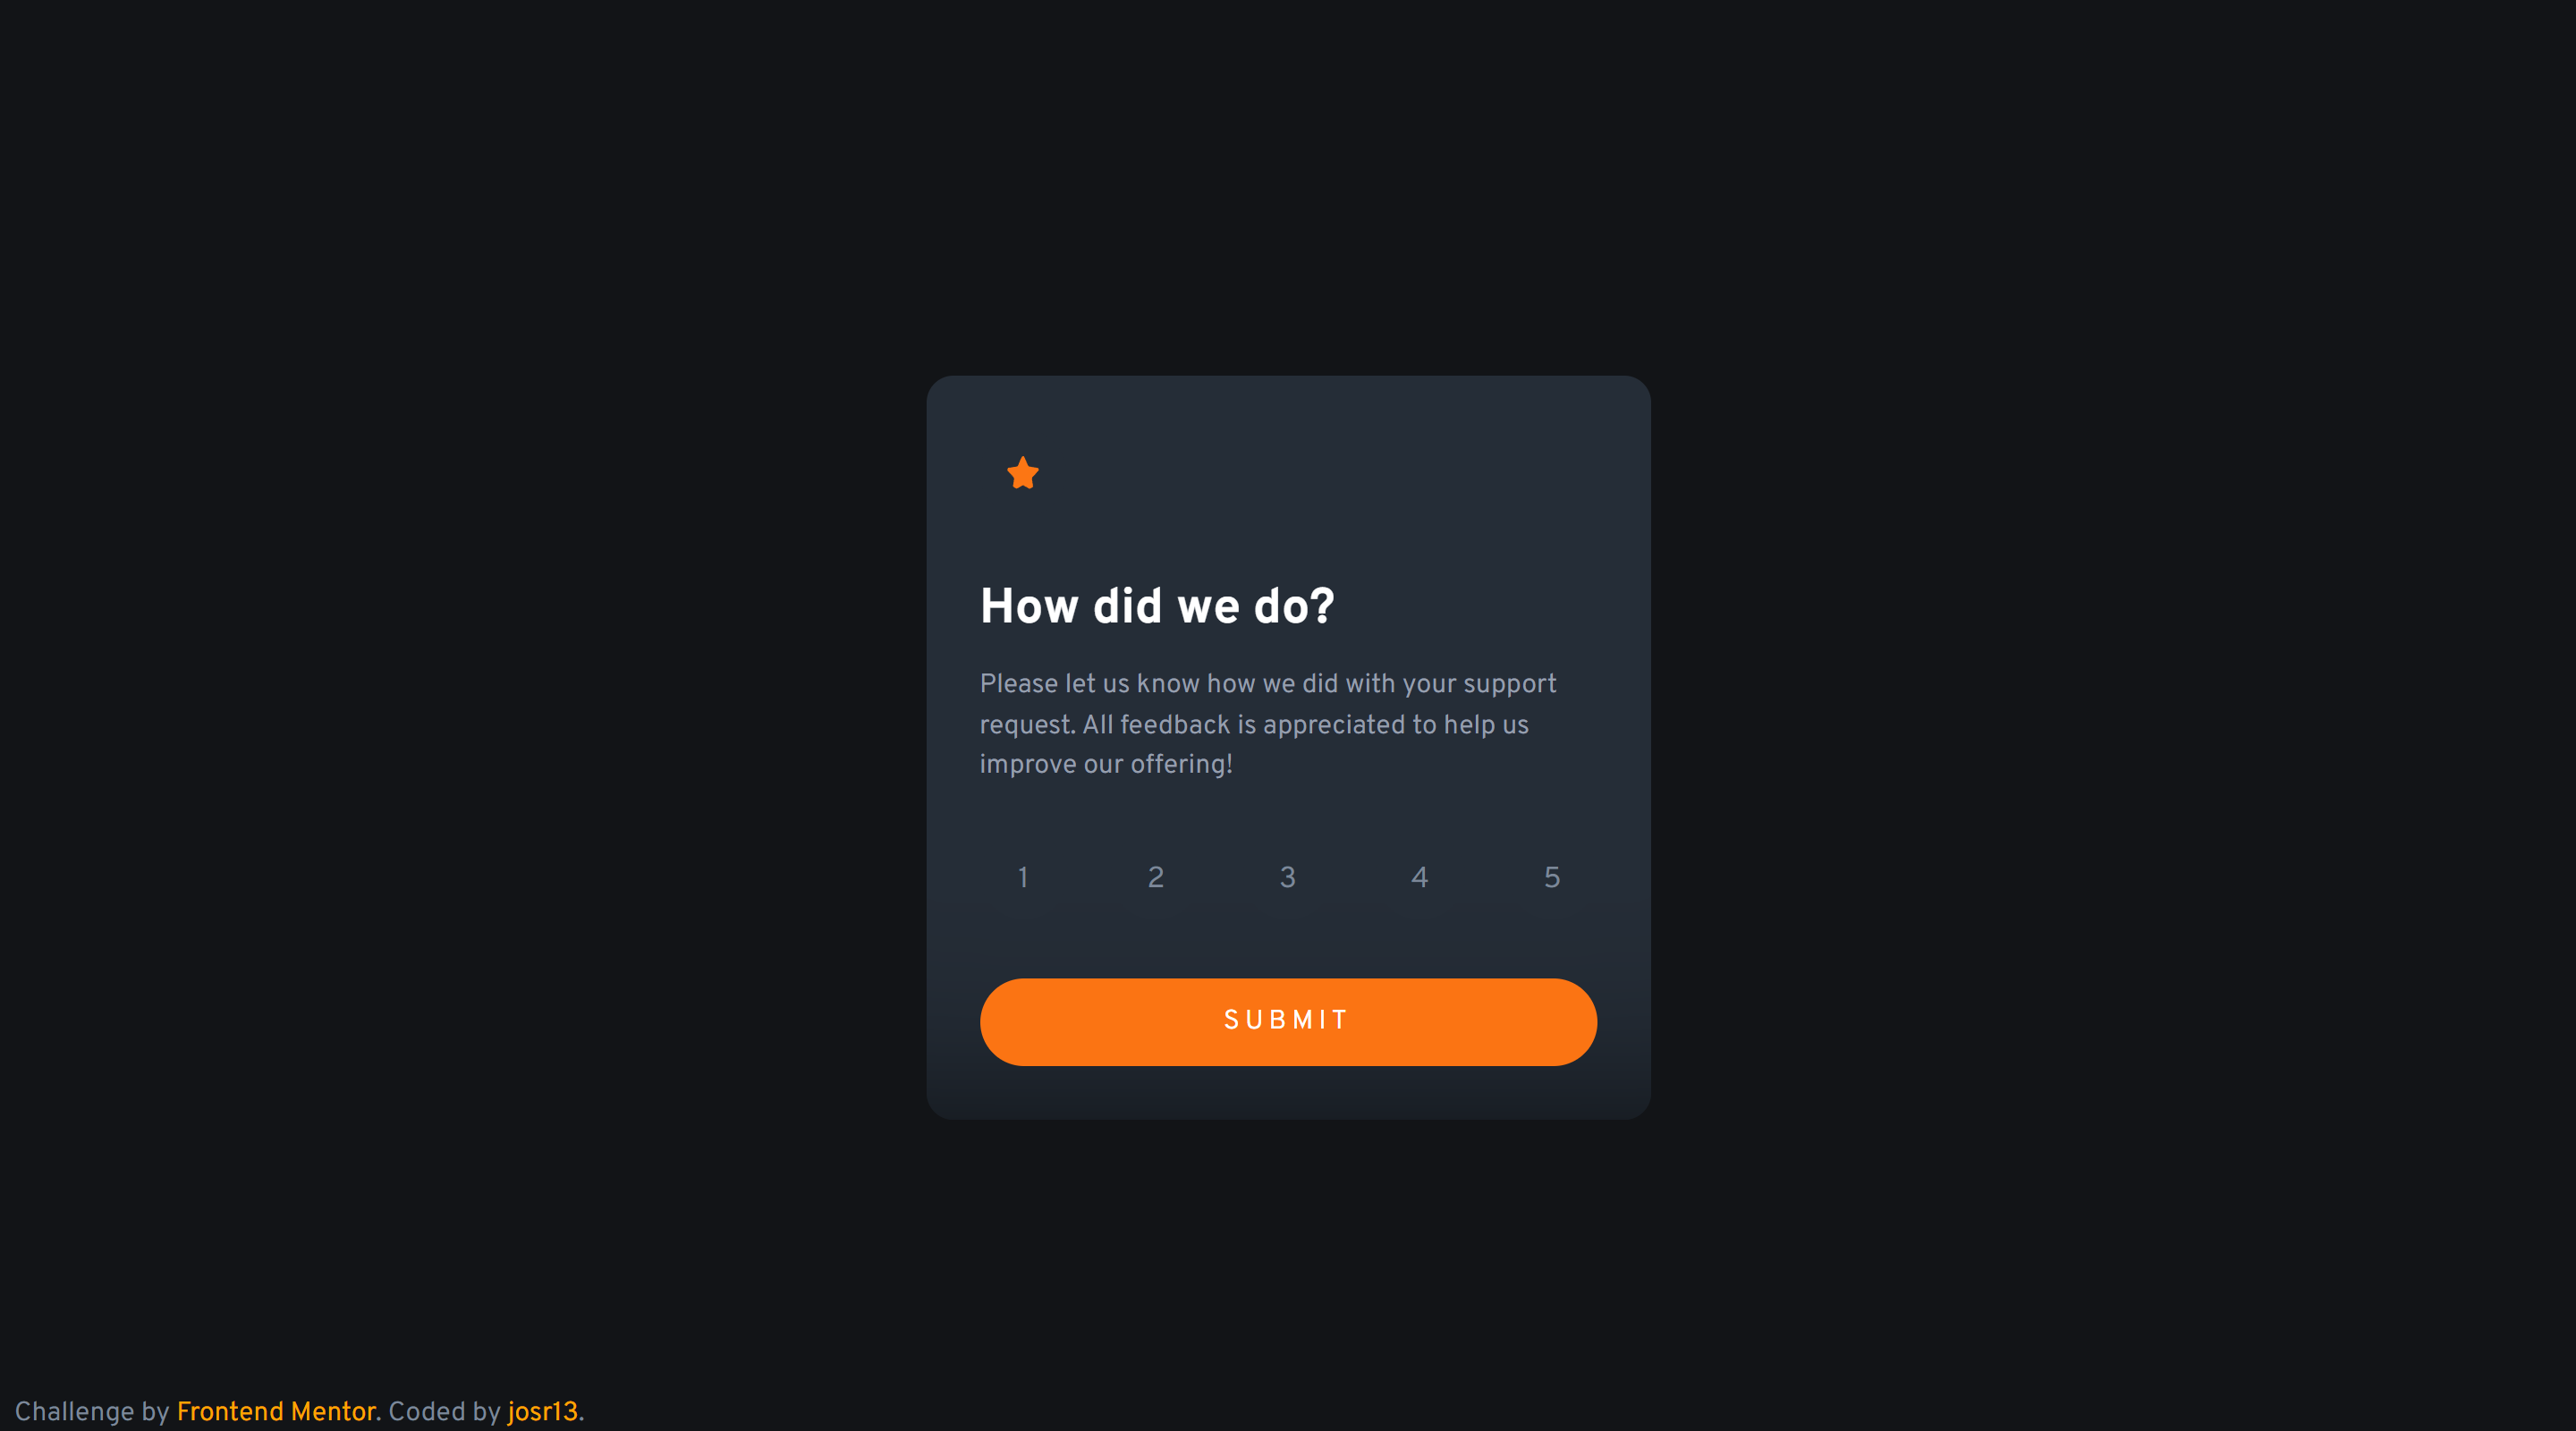 How did we do?
Please let us know how we did with your support
request. All feedback is appreciated to help us
improve our offering!
1 2 3 4 5
SUBMIT
Challenge by Frontend Mentor. Coded by josr13.